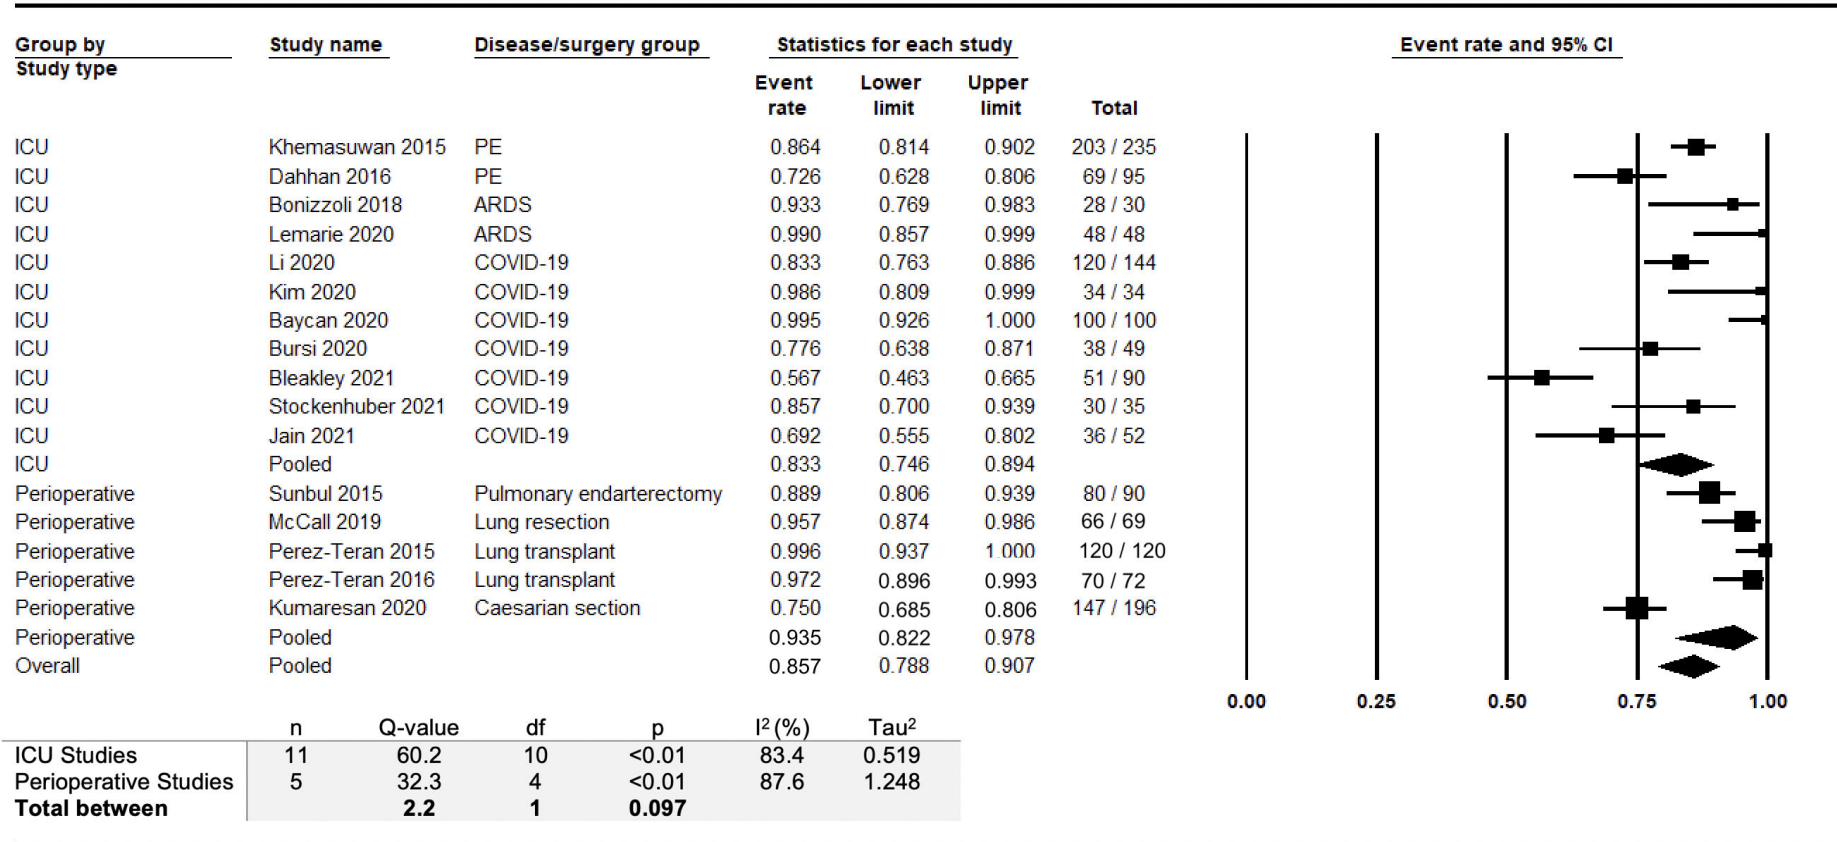 Group by Study name Disease/surgery group Statistics for each study Event rate and 95% CI
Study type
Event Lower Upper
rate limit limit Total
ICU Khemasuwan 2015 PE 0.864 0.814 0.902 203 / 235
ICU Dahhan 2016 PE 0.726 0.628 0.806 69 / 95
ICU Bonizzoli 2018 ARDS 0.933 0.769 0.983 28 / 30
ICU Lemarie 2020 ARDS 0.990 0.857 0.999 48 / 48
ICU Li 2020 COVID-19 0.833 0.763 0.886 120 / 144
ICU Kim 2020 COVID-19 0.986 0.809 0.999 34 / 34
ICU Baycan 2020 COVID-19 0.995 0.926 1.000 100 / 100
ICU Bursi 2020 COVID-19 0.776 0.638 0.871 38 / 49
ICU Bleakley 2021 COVID-19 0.567 0.463 0.665 51 / 90
ICU Stockenhuber 2021 COVID-19 0.857 0.700 0.939 30 / 35
ICU Jain 2021 COVID-19 0.692 0.555 0.802 36 / 52
ICU Pooled 0.833 0.746 0.894
Perioperative Sunbul 2015 Pulmonary endarterectomy 0.889 0.806 0.939 80 / 90
Perioperative McCall 2019 Lung resection 0.957 0.874 0.986 66 / 69
Perioperative Perez-Teran 2015 Lung transplant 0.996 0.937 1.000 120 / 120
Perioperative Perez-Teran 2016 Lung transplant 0.972 0.896 0.993 70 / 72
Perioperative Kumaresan 2020 Caesarian section 0.750 0.685 0.806 147 / 196
Perioperative Pooled 0.935 0.822 0.978
Overall Pooled 0.857 0.788 0.907
0.00 0.25 0.50 0.75 1.00
n Q-value df p I² (%) Tau²
ICU Studies 11 60.2 10 <0.01 83.4 0.519
Perioperative Studies 5 32.3 4 <0.01 87.6 1.248
Total between 2.2 1 0.097